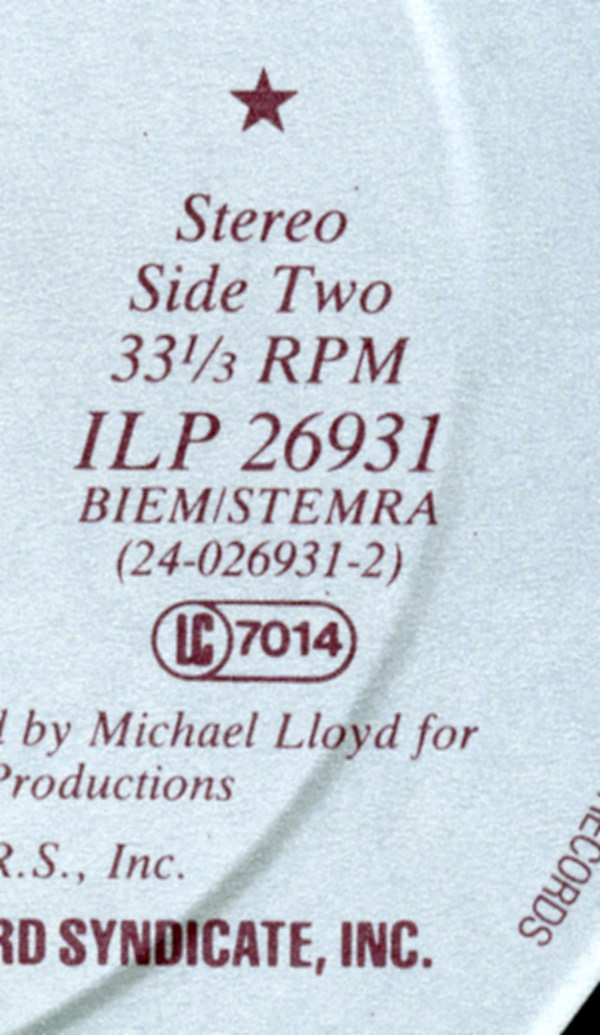 Stereo
Side Two
33⅓ RPM
ILP 26931
BIEM/STEMRA
(24-026931-2)
LC 7014
by Michael Lloyd for
Productions
R.S., Inc.
SYNDICATE, INC.
RECORDS